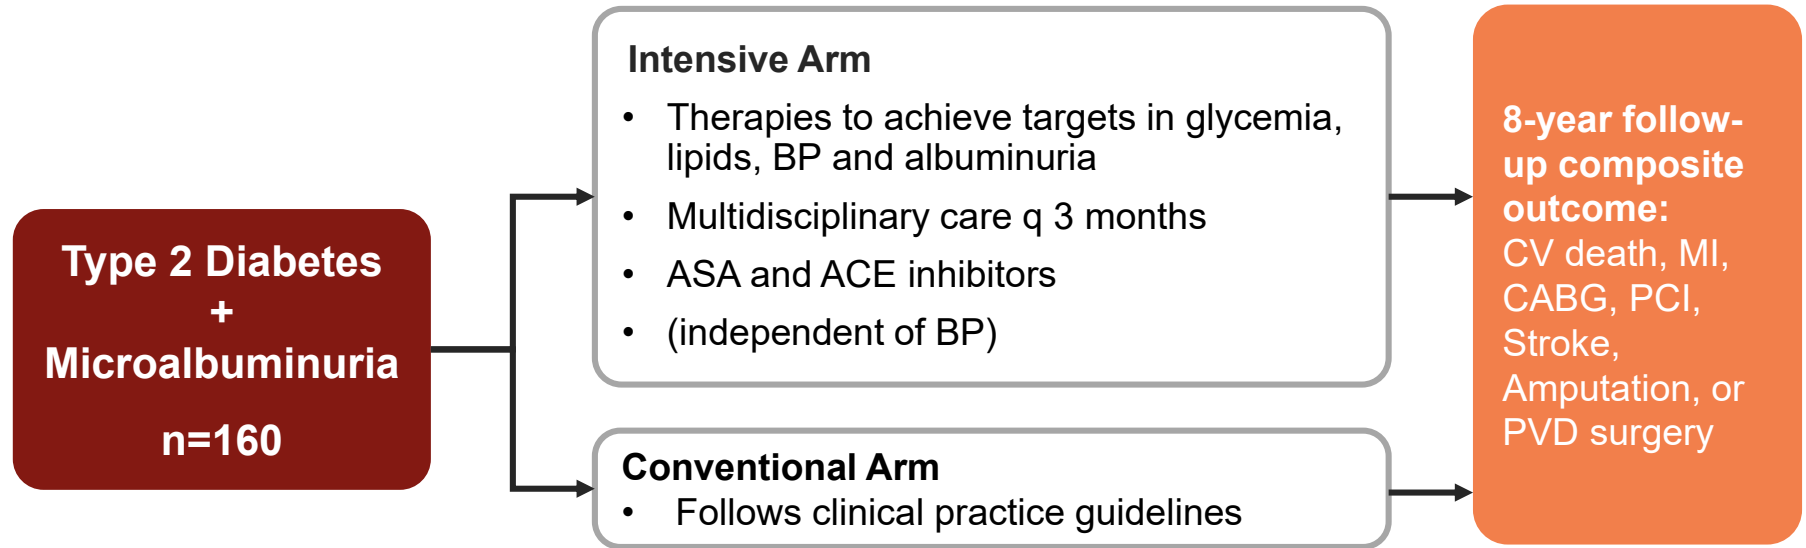 Type 2 Diabetes
+
Microalbuminuria
n=160
Intensive Arm
• Therapies to achieve targets in glycemia,
lipids, BP and albuminuria
• Multidisciplinary care q 3 months
• ASA and ACE inhibitors
• (independent of BP)
Conventional Arm
• Follows clinical practice guidelines
8-year follow-
up composite
outcome:
CV death, MI,
CABG, PCI,
Stroke,
Amputation, or
PVD surgery